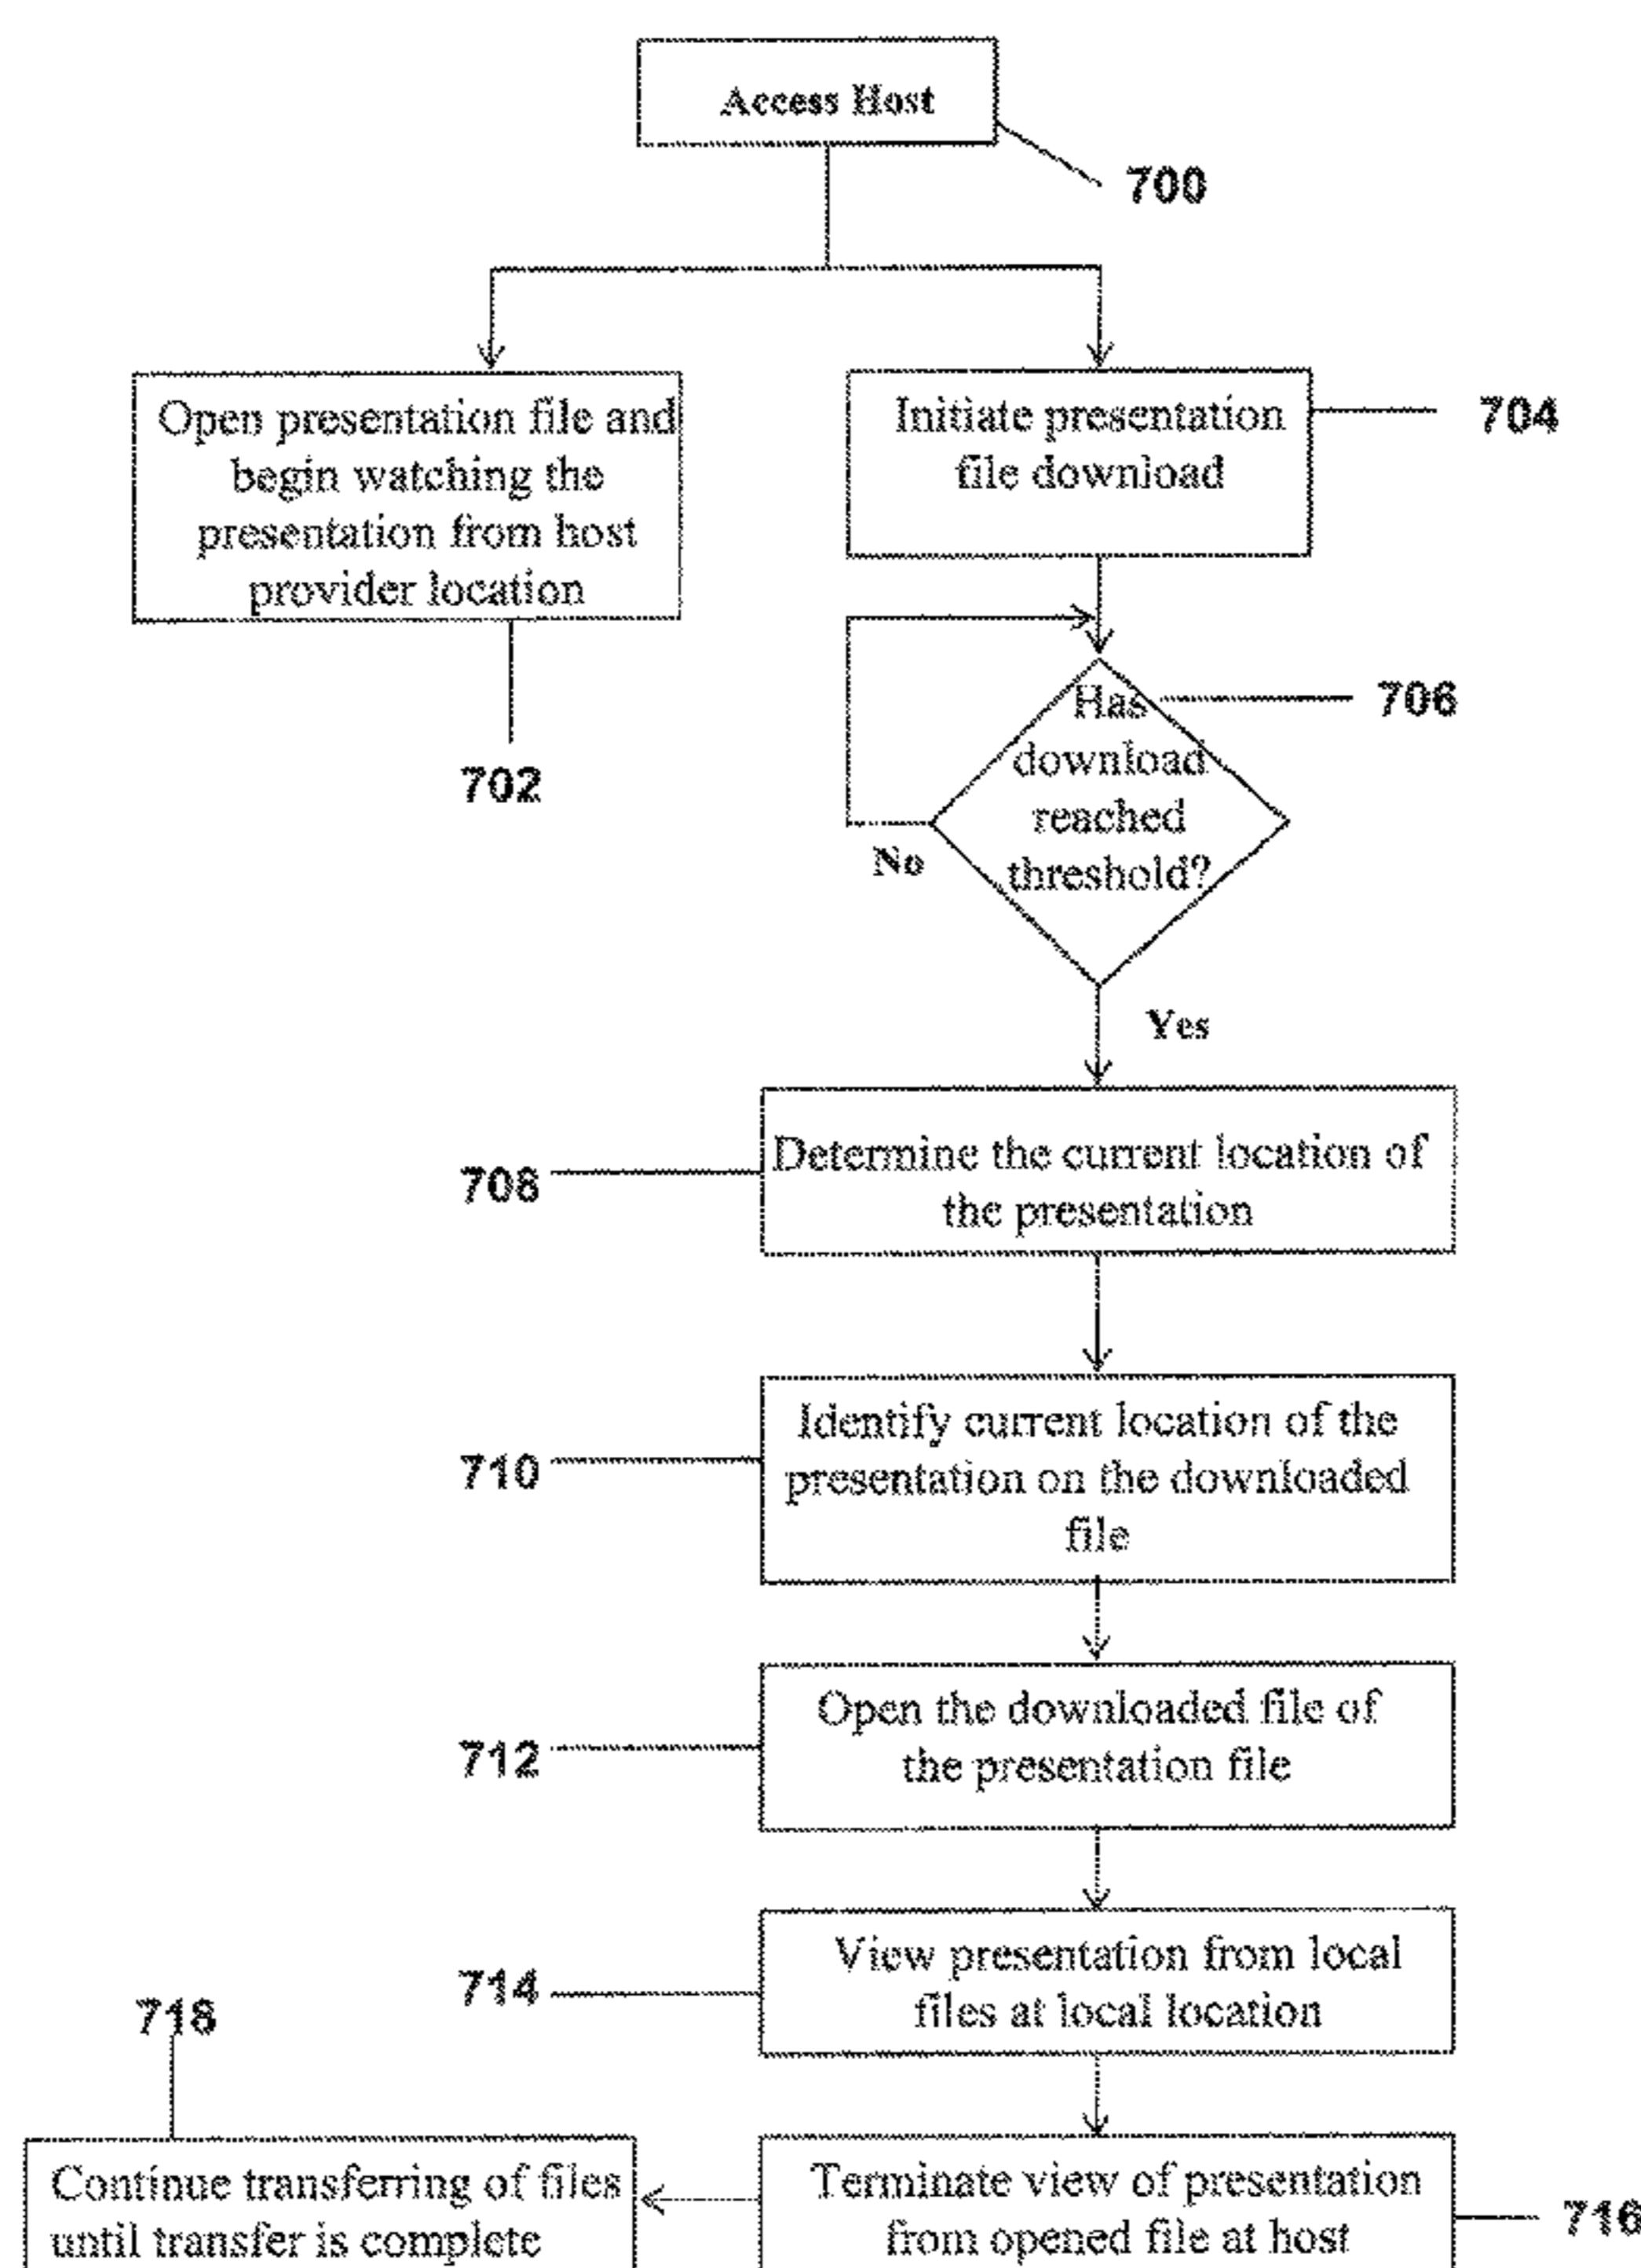 Access Host
700
Open presentation file and
begin watching the
presentation from host
provider location
702
Initiate presentation
file download
704
Has
download
reached
threshold?
706
No
Yes
Determine the current location of
the presentation
708
Identify current location of the
presentation on the downloaded
file
710
Open the downloaded file of
the presentation file
712
View presentation from local
files at local location
714
Terminate view of presentation
from opened file at host
716
718
Continue transferring of files
until transfer is complete